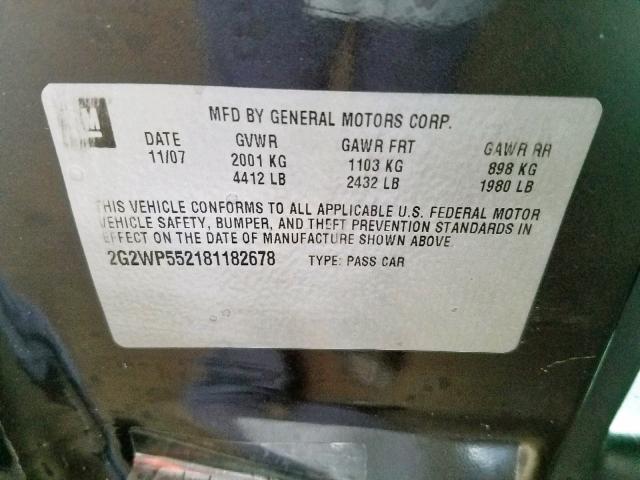 GM
MFD BY GENERAL MOTORS CORP.
DATE GVWR GAWR FRT GAWR RR
11/07 2001 KG 1103 KG 898 KG
4412 LB 2432 LB 1980 LB
THIS VEHICLE CONFORMS TO ALL APPLICABLE U.S. FEDERAL MOTOR
VEHICLE SAFETY, BUMPER, AND THEFT PREVENTION STANDARDS IN
EFFECT ON THE DATE OF MANUFACTURE SHOWN ABOVE.
2G2WP552181182678 TYPE: PASS CAR